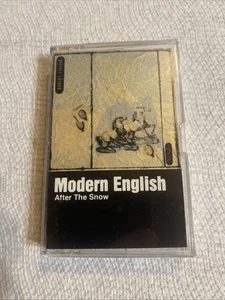 Modern English
After The Snow